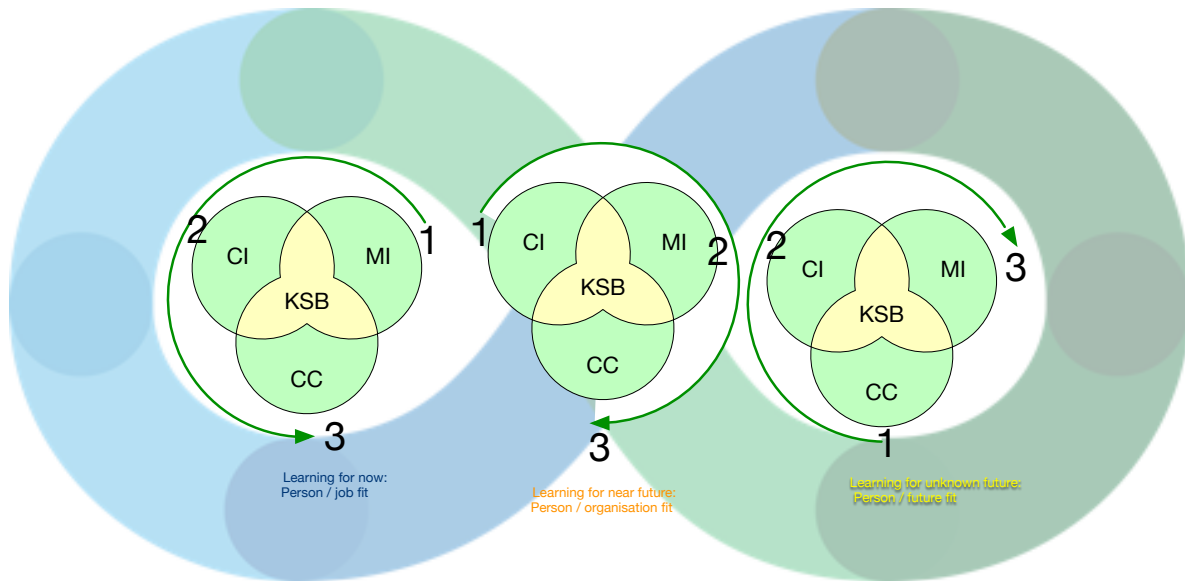 2
1
CI
MI
KSB
CC
3
Learning for now:
Person / job fit
1
2
CI
MI
KSB
CC
3
Learning for near future:
Person / organisation fit
2
3
CI
MI
KSB
CC
1
Learning for unknown future:
Person / future fit